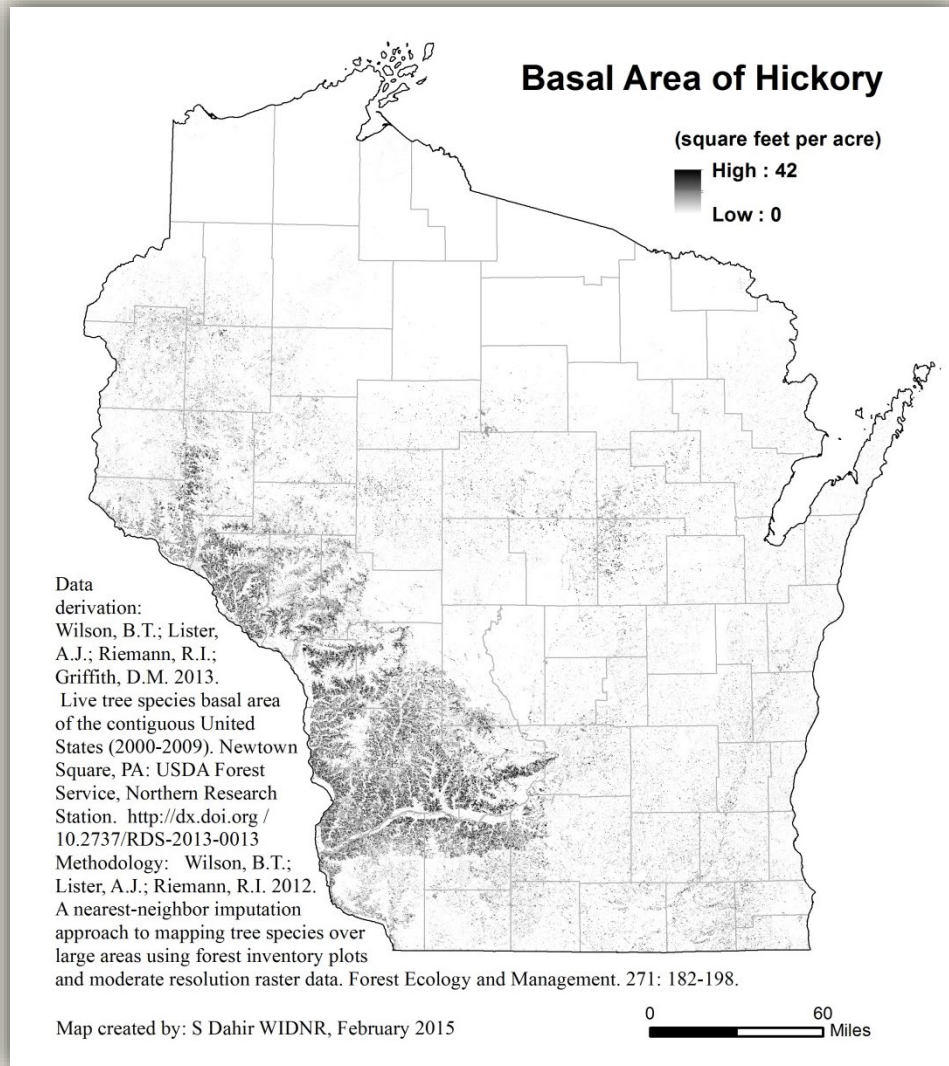 Basal Area of Hickory
(square feet per acre)
High : 42
Low : 0
Data
derivation:
Wilson, B.T.; Lister,
A.J.; Riemann, R.I.;
Griffith, D.M. 2013.
Live tree species basal area
of the contiguous United
States (2000-2009). Newtown
Square, PA: USDA Forest
Service, Northern Research
Station. http://dx.doi.org /
10.2737/RDS-2013-0013
Methodology: Wilson, B.T.;
Lister, A.J.; Riemann, R.I. 2012.
A nearest-neighbor imputation
approach to mapping tree species over
large areas using forest inventory plots
and moderate resolution raster data. Forest Ecology and Management. 271: 182-198.
Map created by: S Dahir WIDNR, February 2015
0 60
Miles